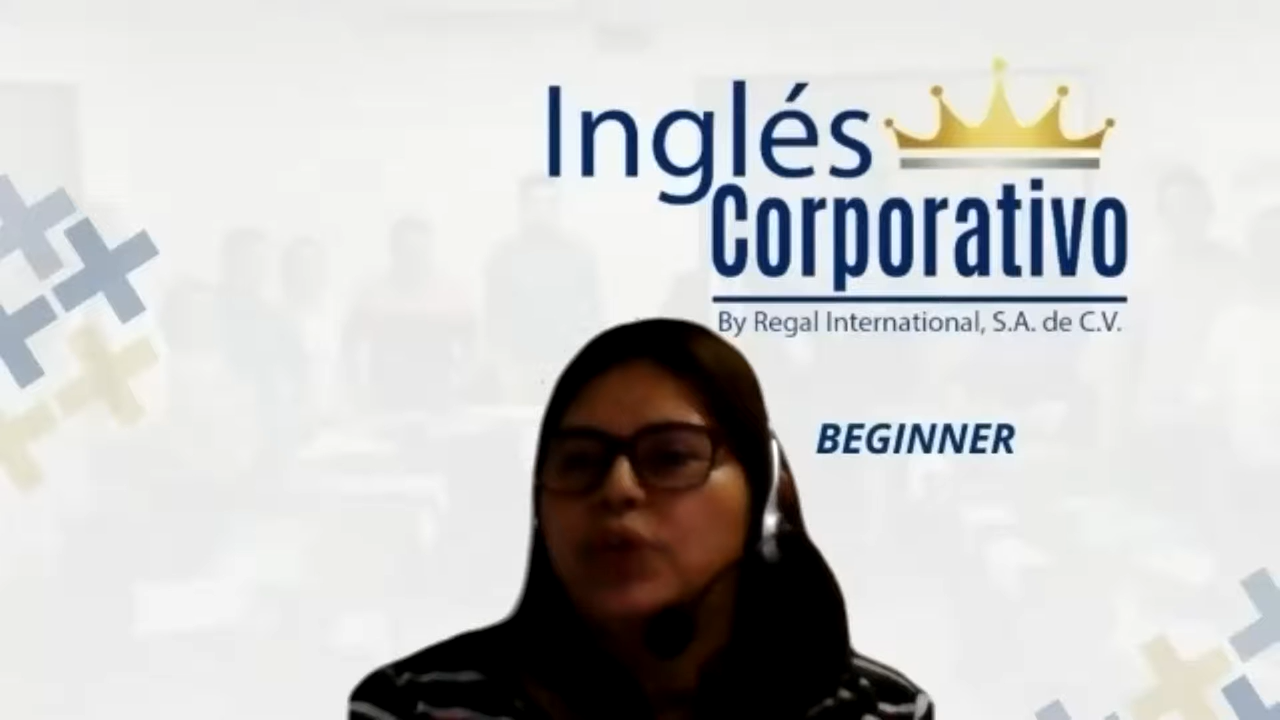 Inglés
Corporativo
By Regal International, S.A. de C.V.
BEGINNER